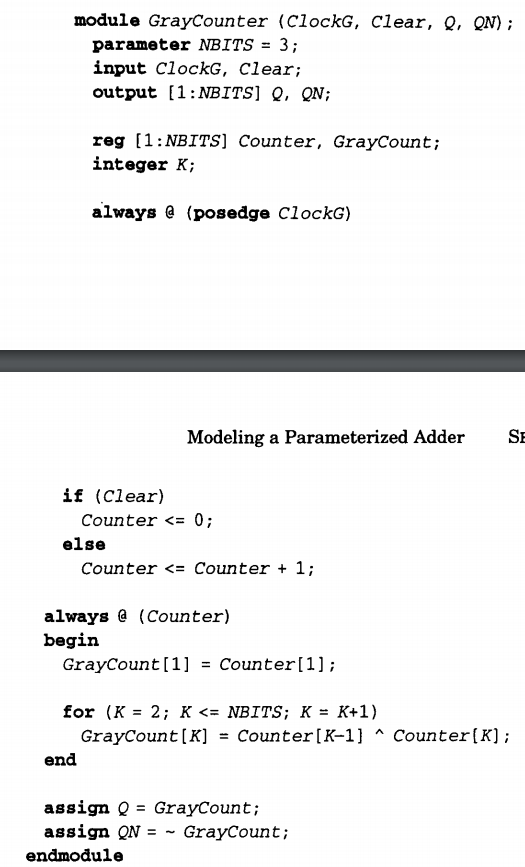 module GrayCounter (ClockG, Clear, Q, QN);
parameter NBITS = 3;
input ClockG, Clear;
output [1:NBITS] Q, QN;
reg [1:NBITS] Counter, GrayCount;
integer K;
always @ (posedge ClockG)
Modeling a Parameterized Adder
if (Clear)
Counter <= 0;
else
Counter <= Counter + 1;
always @ (Counter)
begin
GrayCount[1] = Counter[1];
for (K = 2; K <= NBITS; K = K+1)
GrayCount[K] = Counter[K-1] ^ Counter[K];
end
assign Q = GrayCount;
assign QN = ~ GrayCount;
endmodule